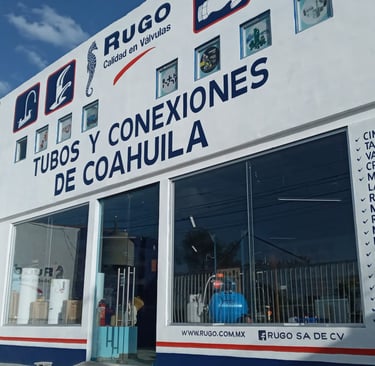 RUGO
Calidad en Válvulas
TUBOS Y CONEXIONES
DE COAHUILA
WWW.RUGO.COM.MX
RUGO SA DE CV